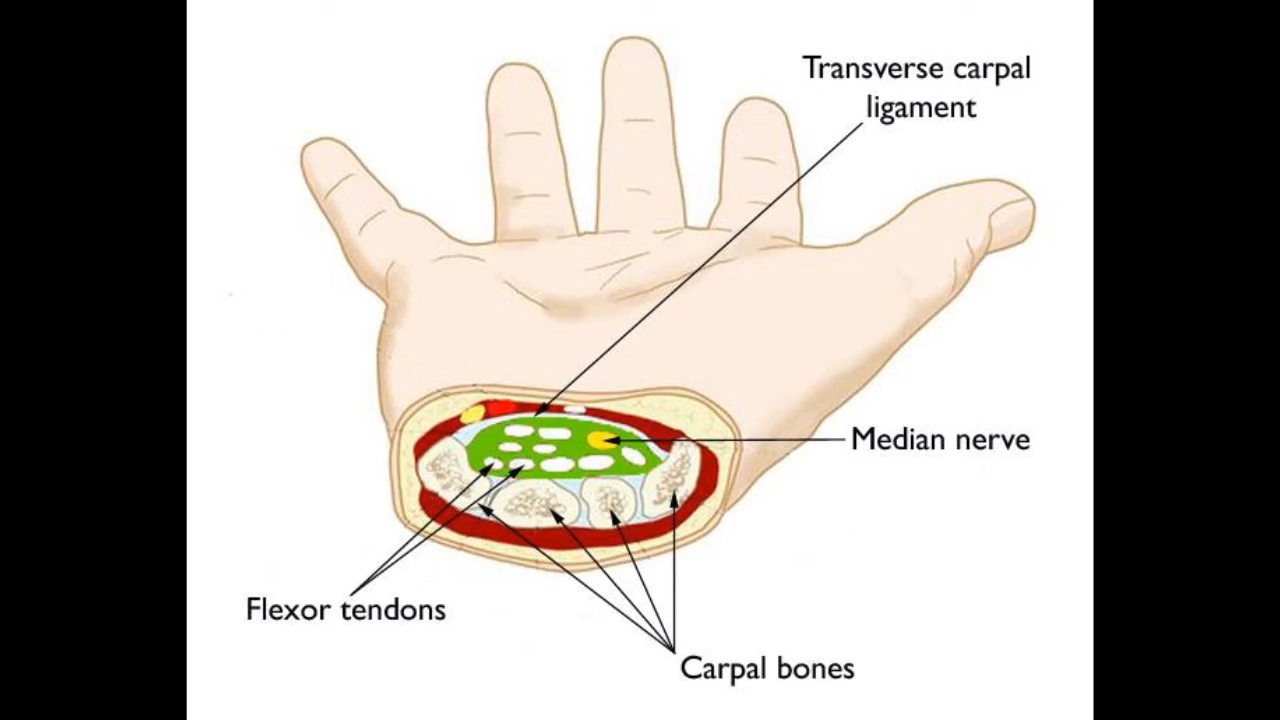 Transverse carpal
ligament
Median nerve
Flexor tendons
Carpal bones